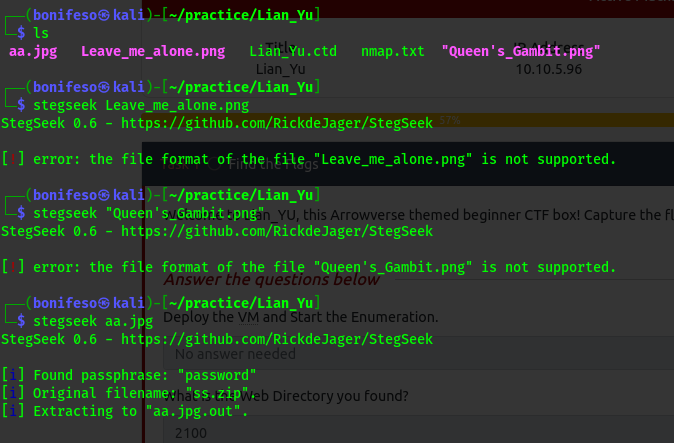 (bonifeso㉿kali)-[~/practice/Lian_Yu]
$ ls
aa.jpg Leave_me_alone.png Lian_Yu.ctd nmap.txt "Queen's_Gambit.png"
Title IP Address
Lian_Yu 10.10.5.96
(bonifeso㉿kali)-[~/practice/Lian_Yu]
$ stegseek Leave_me_alone.png
StegSeek 0.6 - https://github.com/RickdeJager/StegSeek
57%
[ ] error: the file format of the file "Leave_me_alone.png" is not supported.
Find the Flags
(bonifeso㉿kali)-[~/practice/Lian_Yu]
$ stegseek "Queen's_Gambit.png"
_YU, this Arrowverse themed beginner CTF box! Capture the fl
StegSeek 0.6 - https://github.com/RickdeJager/StegSeek
[ ] error: the file format of the file "Queen's_Gambit.png" is not supported.
Answer the questions below
(bonifeso㉿kali)-[~/practice/Lian_Yu]
$ stegseek aa.jpg
Deploy the VM and Start the Enumeration.
StegSeek 0.6 - https://github.com/RickdeJager/StegSeek
No answer needed
[i] Found passphrase: "password"
[i] Original filename: "ss.zip".
What is the Web Directory you found?
[i] Extracting to "aa.jpg.out".
2100